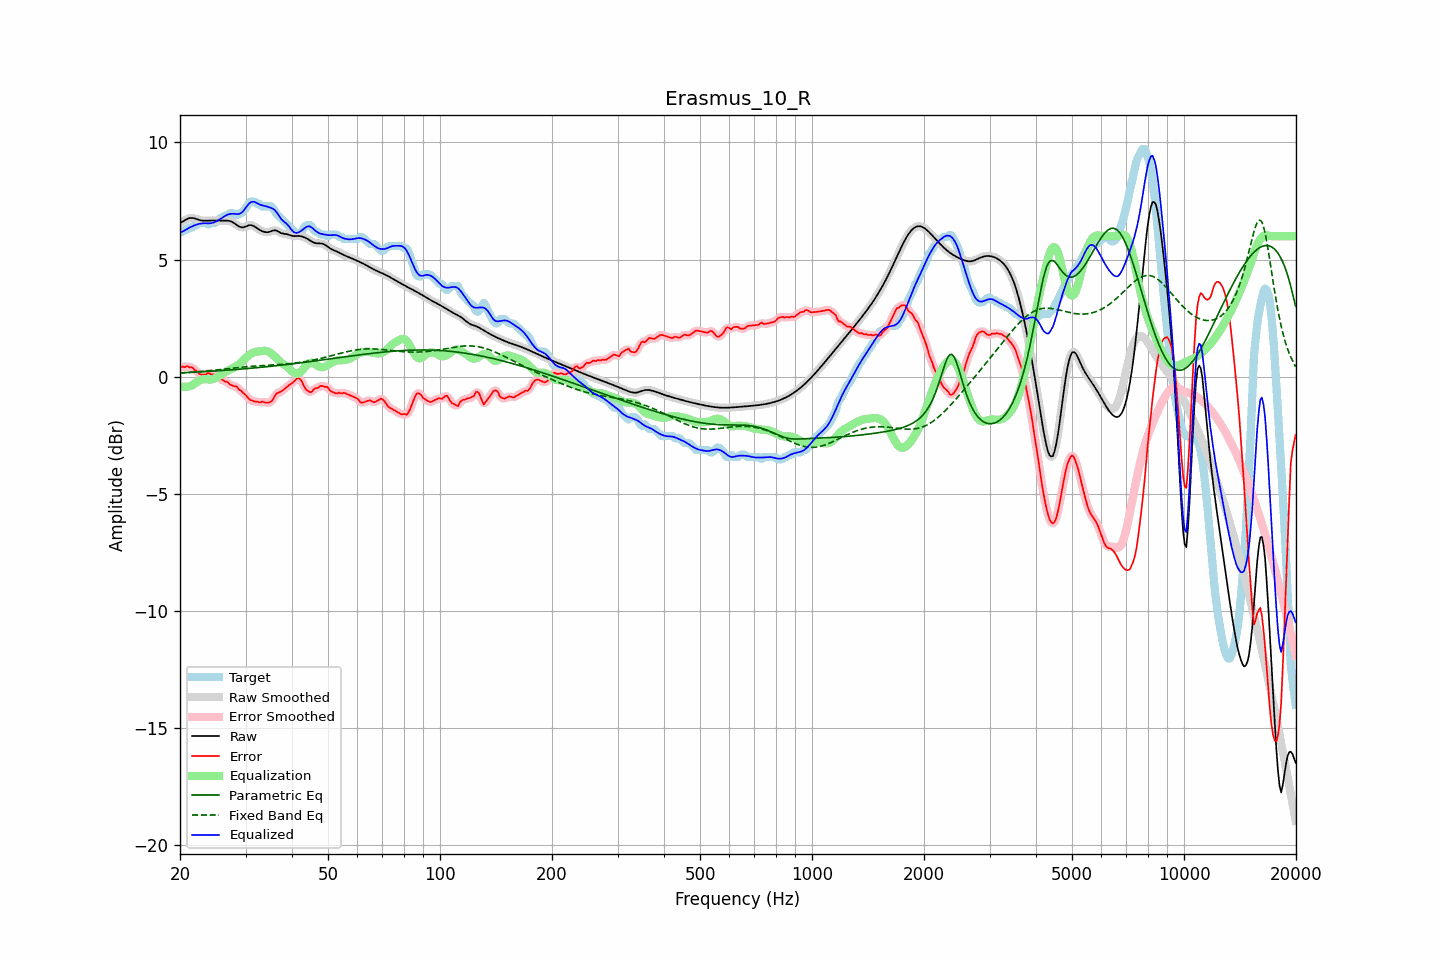 Erasmus_10_R
Amplitude (dBr)
10
5
0
−5
−10
−15
−20
Target
Raw Smoothed
Error Smoothed
Raw
Error
Equalization
Parametric Eq
Fixed Band Eq
Equalized
20 50 100 200 500 1000 2000 5000 10000 20000
Frequency (Hz)